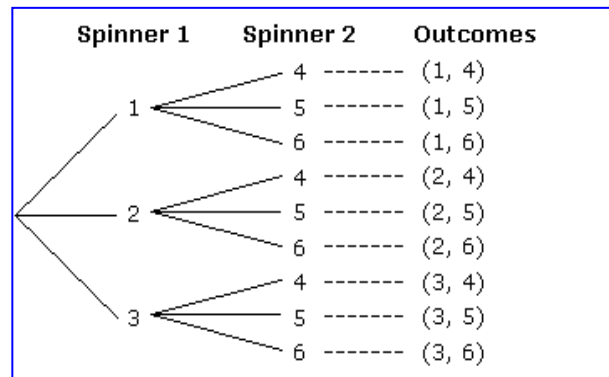 Spinner 1 Spinner 2 Outcomes
4 ------- (1, 4)
1 5 ------- (1, 5)
6 ------- (1, 6)
4 ------- (2, 4)
2 5 ------- (2, 5)
6 ------- (2, 6)
4 ------- (3, 4)
3 5 ------- (3, 5)
6 ------- (3, 6)